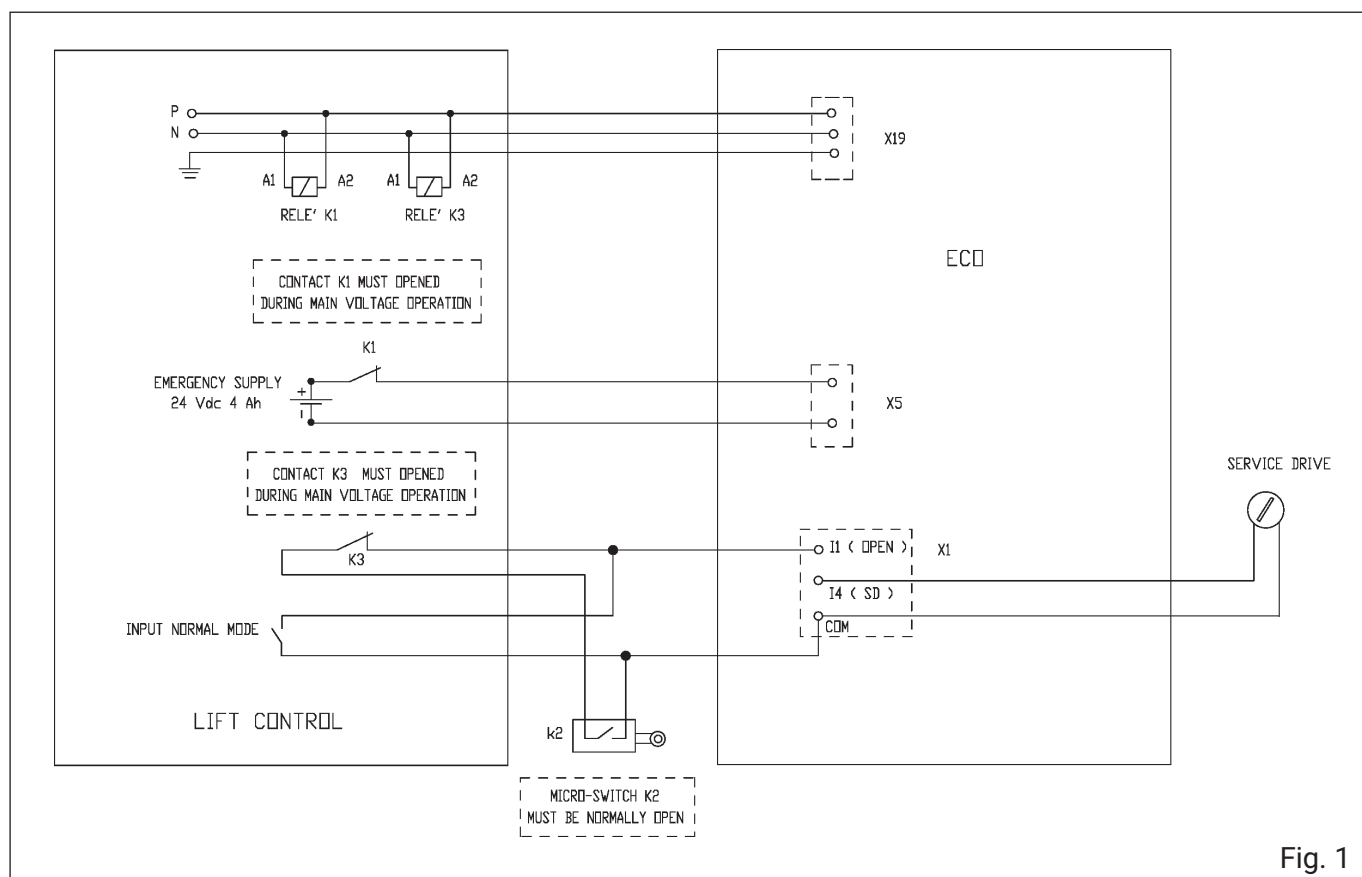 P
N
X19
A1
A2
A1
A2
RELE' K1
RELE' K3
ECO
CONTACT K1 MUST OPENED
DURING MAIN VOLTAGE OPERATION
K1
EMERGENCY SUPPLY
24 Vdc 4 Ah
+
-
X5
CONTACT K3 MUST OPENED
DURING MAIN VOLTAGE OPERATION
SERVICE DRIVE
K3
I1 ( OPEN )
X1
I4 ( SD )
COM
INPUT NORMAL MODE
LIFT CONTROL
k2
MICRO-SWITCH K2
MUST BE NORMALLY OPEN
Fig. 1